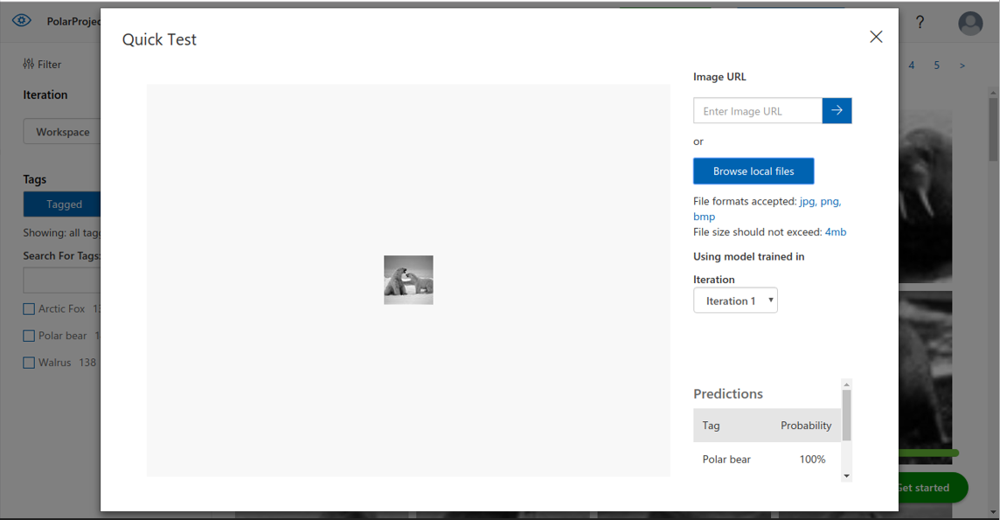 PolarProjec
?
Quick Test
Filter
4 5 >
Iteration
Workspace
Tags
Tagged
Showing: all tagg
Search For Tags:
Arctic Fox 13
Polar bear 1
Walrus 138
Image URL
Enter Image URL
or
Browse local files
File formats accepted: jpg, png,
bmp
File size should not exceed: 4mb
Using model trained in
Iteration
Iteration 1
Predictions
Tag Probability
Polar bear 100%
Get started